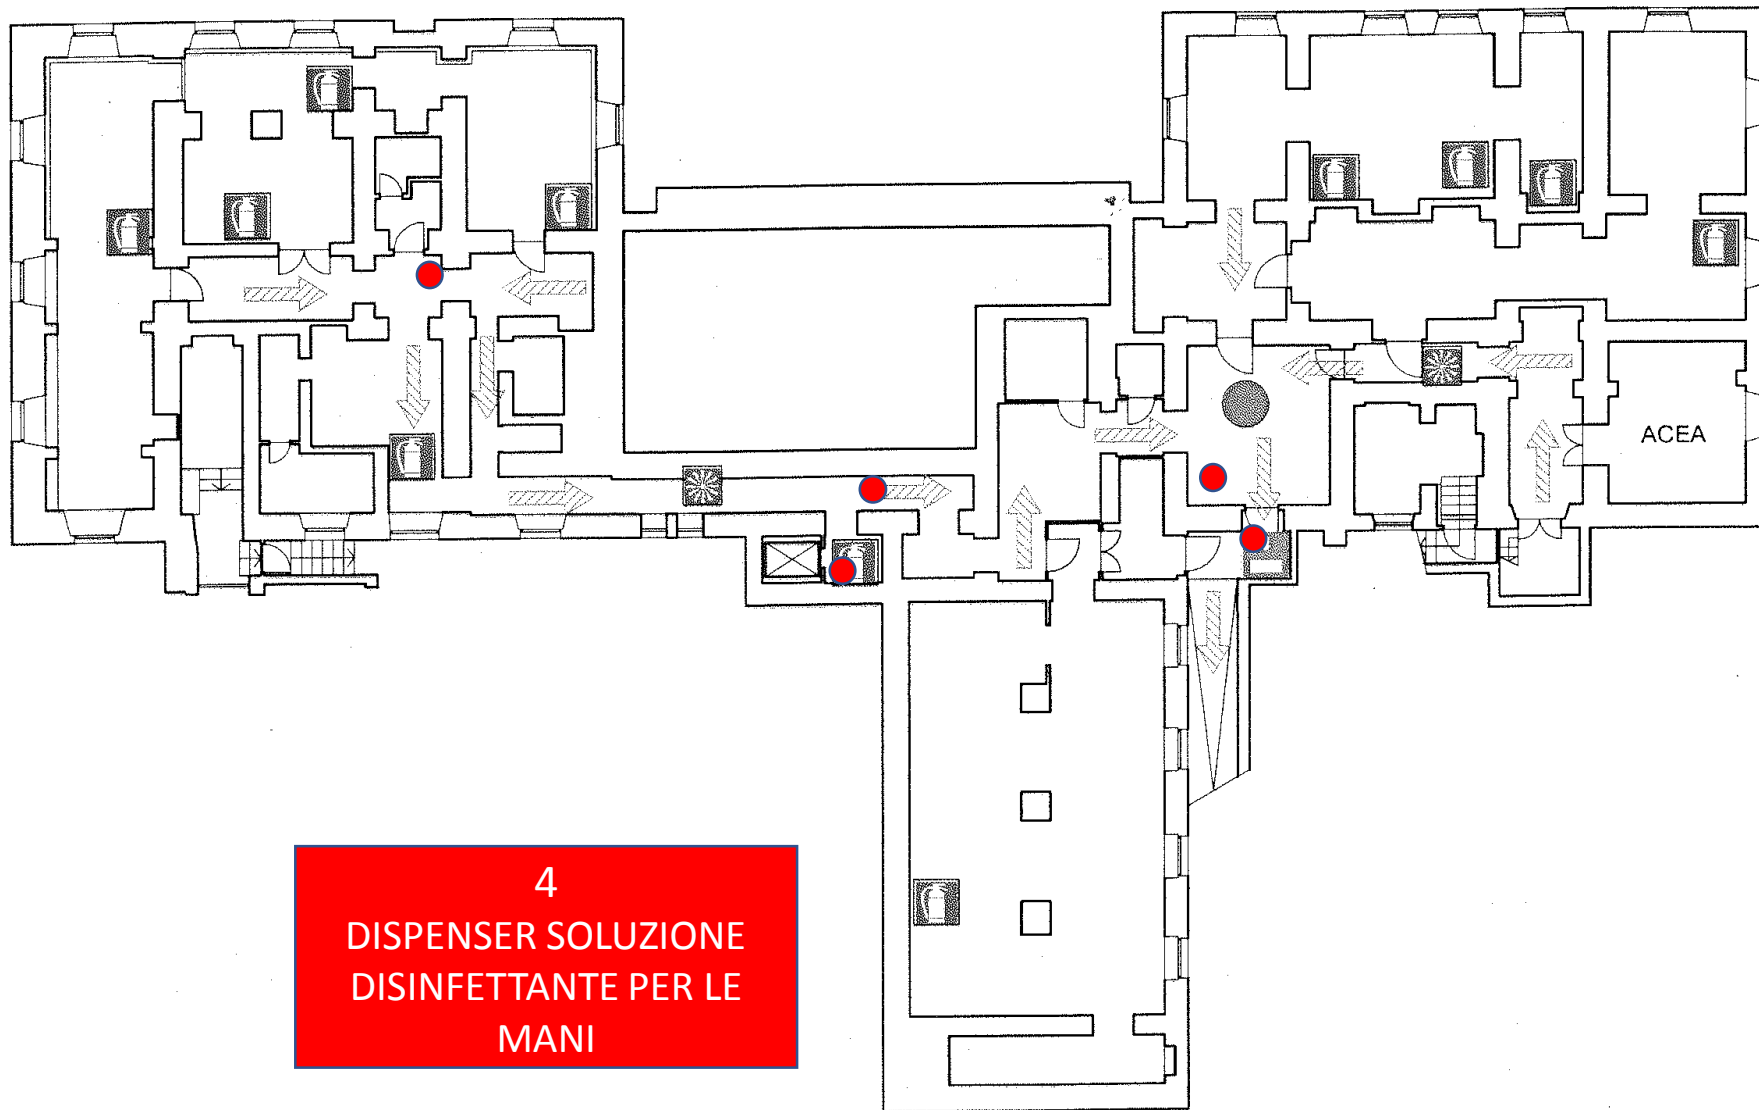 ACEA
4
DISPENSER SOLUZIONE
DISINFETTANTE PER LE
MANI